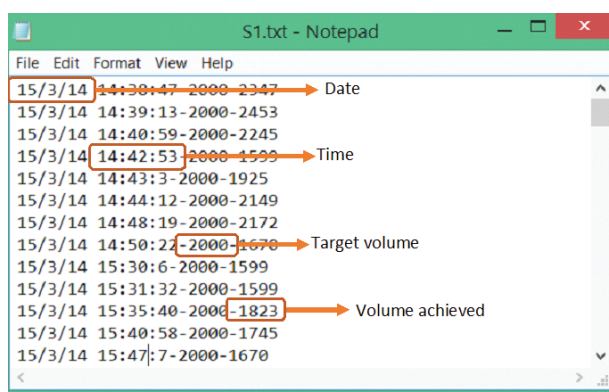 S1.txt - Notepad
File Edit Format View Help
15/3/14 14:38:47-2000-2347 Date
15/3/14 14:39:13-2000-2453
15/3/14 14:40:59-2000-2245
15/3/14 14:42:53-2000-1599 Time
15/3/14 14:43:3-2000-1925
15/3/14 14:44:12-2000-2149
15/3/14 14:48:19-2000-2172
15/3/14 14:50:22-2000-1670 Target volume
15/3/14 15:30:6-2000-1599
15/3/14 15:31:32-2000-1599
15/3/14 15:35:40-2000-1823 Volume achieved
15/3/14 15:40:58-2000-1745
15/3/14 15:47:7-2000-1670